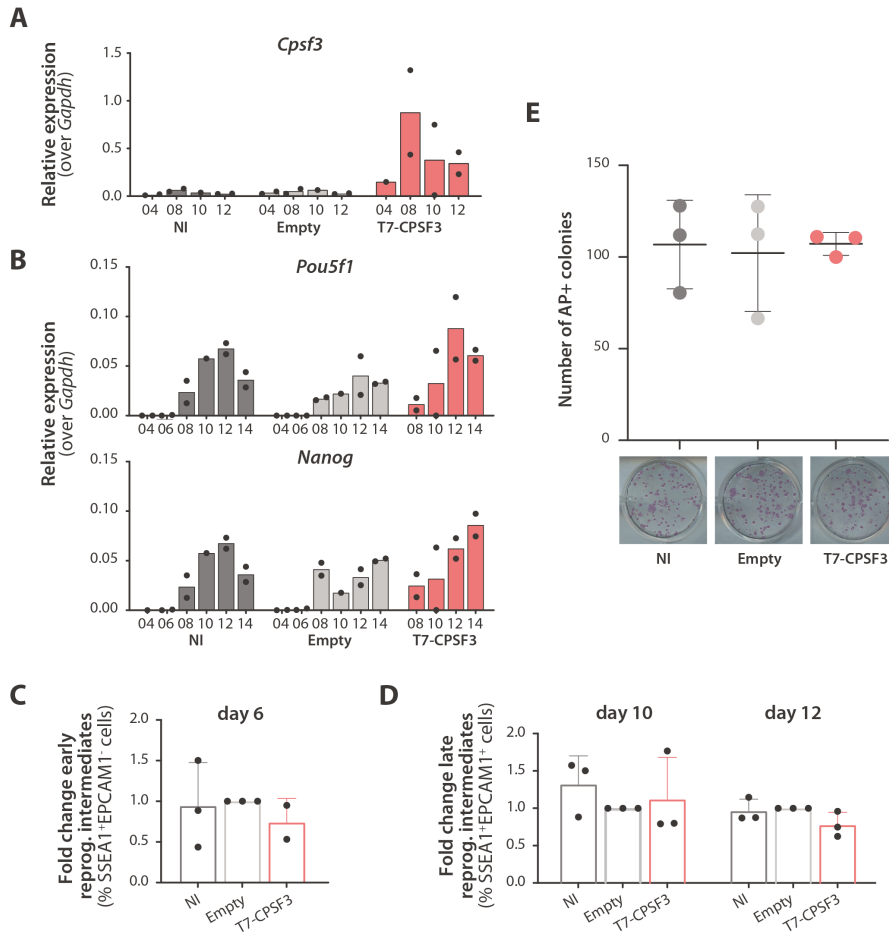 A
Cpsf3
Relative expression
(over Gapdh)
1.5
1.0
0.5
0.0
04 08 10 12 04 08 10 12 04 08 10 12
NI Empty T7-CPSF3
B
Pou5f1
Relative expression
(over Gapdh)
0.15
0.10
0.05
0.00
04 06 08 10 12 14 04 06 08 10 12 14 08 10 12 14
Nanog
0.15
0.10
0.05
0.00
04 06 08 10 12 14 04 06 08 10 12 14 08 10 12 14
NI Empty T7-CPSF3
E
Number of AP+ colonies
150
100
50
0
NI Empty T7-CPSF3
C
day 6
Fold change early
reprog. intermediates
(% SSEA1+EPCAM1- cells)
2.0
1.5
1.0
0.5
0.0
NI Empty T7-CPSF3
D
day 10 day 12
Fold change late
reprog. intermediates
(% SSEA1+EPCAM1+ cells)
2.0
1.5
1.0
0.5
0.0
NI Empty T7-CPSF3 NI Empty T7-CPSF3